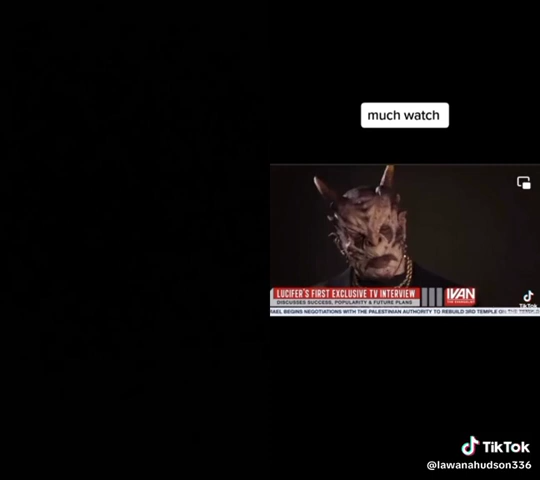 much watch
LUCIFER'S FIRST EXCLUSIVE TV INTERVIEW
DISCUSSES SUCCESS, POPULARITY & FUTURE PLANS
IVAN
TikTok
RAEL BEGINS NEGOTIATIONS WITH THE PALESTINIAN AUTHORITY TO REBUILD 3RD TEMPLE ON
TikTok
@lawanahudson336